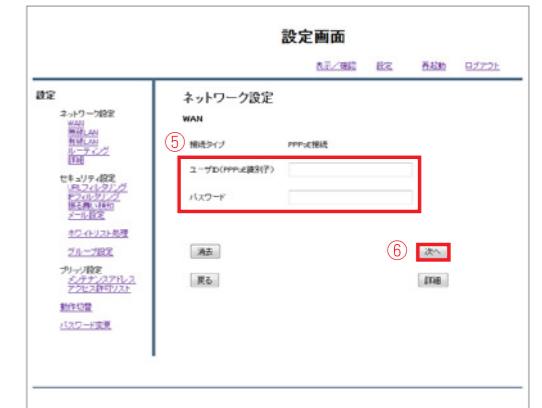 設定画面
表示/確認 設定 再起動 ログアウト
設定
ネットワーク設定
WAN
無線LAN
有線LAN
ルーティング
詳細
セキュリティ設定
URLフィルタリング
IPフィルタリング
振る舞い検知
メール設定
ホワイトリスト処理
グループ設定
ブリッジ設定
メンテナンスアドレス
アクセス許可リスト
動作切替
パスワード変更
ネットワーク設定
WAN
⑤ 接続タイプ PPPoE接続
ユーザID(PPPoE識別子)
パスワード
消去 ⑥ 次へ
戻る 詳細